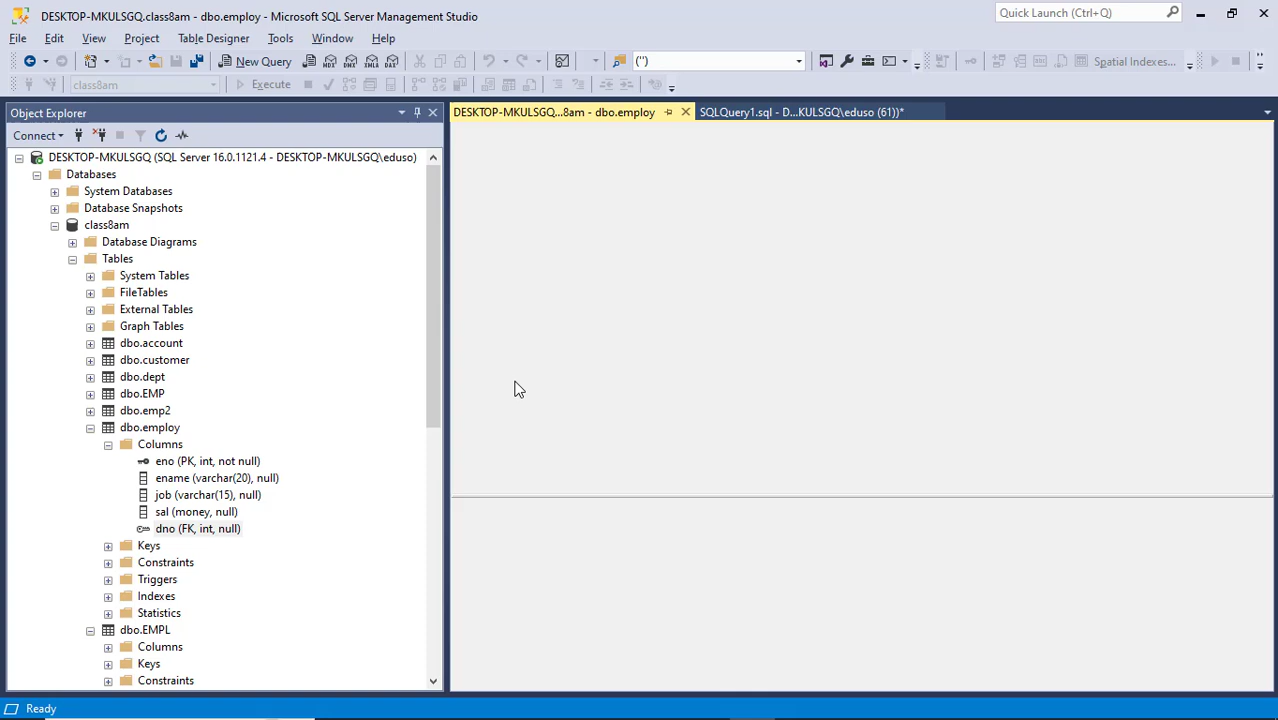 DESKTOP-MKULSGQ.class8am - dbo.employ - Microsoft SQL Server Management Studio
Quick Launch (Ctrl+Q)
File Edit View Project Table Designer Tools Window Help
New Query
('')
Spatial Indexes...
class8am
Execute
Object Explorer
DESKTOP-MKULSGQ...8am - dbo.employ
SQLQuery1.sql - D...KULSGQ\eduso (61))*
Connect
DESKTOP-MKULSGQ (SQL Server 16.0.1121.4 - DESKTOP-MKULSGQ\eduso)
Databases
System Databases
Database Snapshots
class8am
Database Diagrams
Tables
System Tables
FileTables
External Tables
Graph Tables
dbo.account
dbo.customer
dbo.dept
dbo.EMP
dbo.emp2
dbo.employ
Columns
eno (PK, int, not null)
ename (varchar(20), null)
job (varchar(15), null)
sal (money, null)
dno (FK, int, null)
Keys
Constraints
Triggers
Indexes
Statistics
dbo.EMPL
Columns
Keys
Constraints
Ready